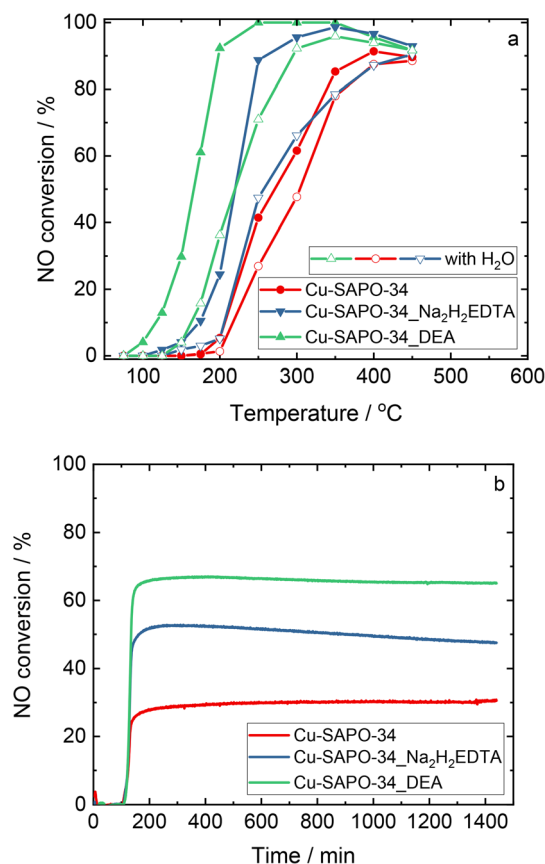 a
100
80
60
40
20
0
NO conversion / %
with H₂O
Cu-SAPO-34
Cu-SAPO-34_Na₂H₂EDTA
Cu-SAPO-34_DEA
100 200 300 400 500 600
Temperature / °C
b
100
80
60
40
20
0
NO conversion / %
Cu-SAPO-34
Cu-SAPO-34_Na₂H₂EDTA
Cu-SAPO-34_DEA
0 200 400 600 800 1000 1200 1400
Time / min